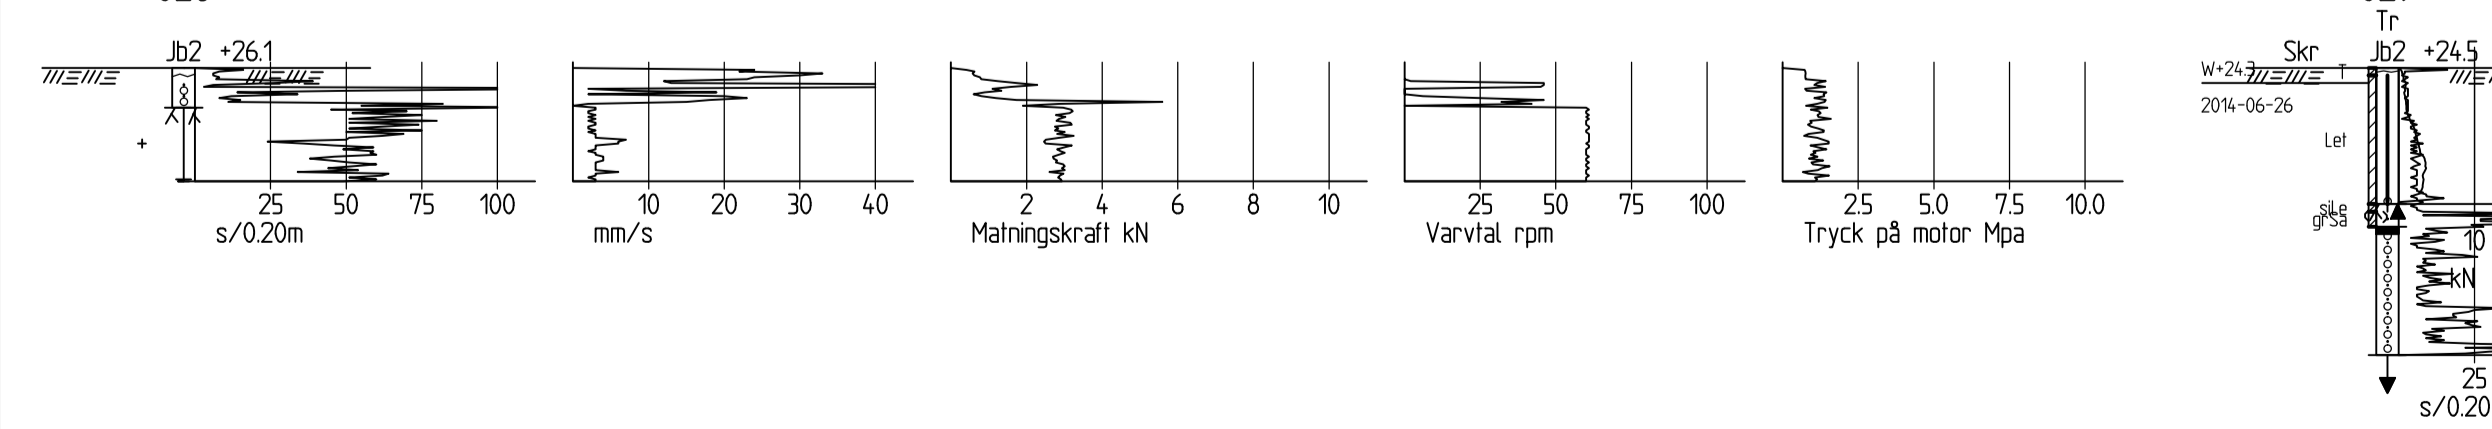 Jb2 +26.1
+
25 50 75 100
s/0.20m
10 20 30 40
mm/s
2 4 6 8 10
Matningskraft kN
25 50 75 100
Varvtal rpm
2.5 5.0 7.5 10.0
Tryck på motor Mpa
Tr
Skr Jb2 +24.5
W+24.3 T
2014-06-26
Let
sile
grSa
10
kN
25
s/0.20